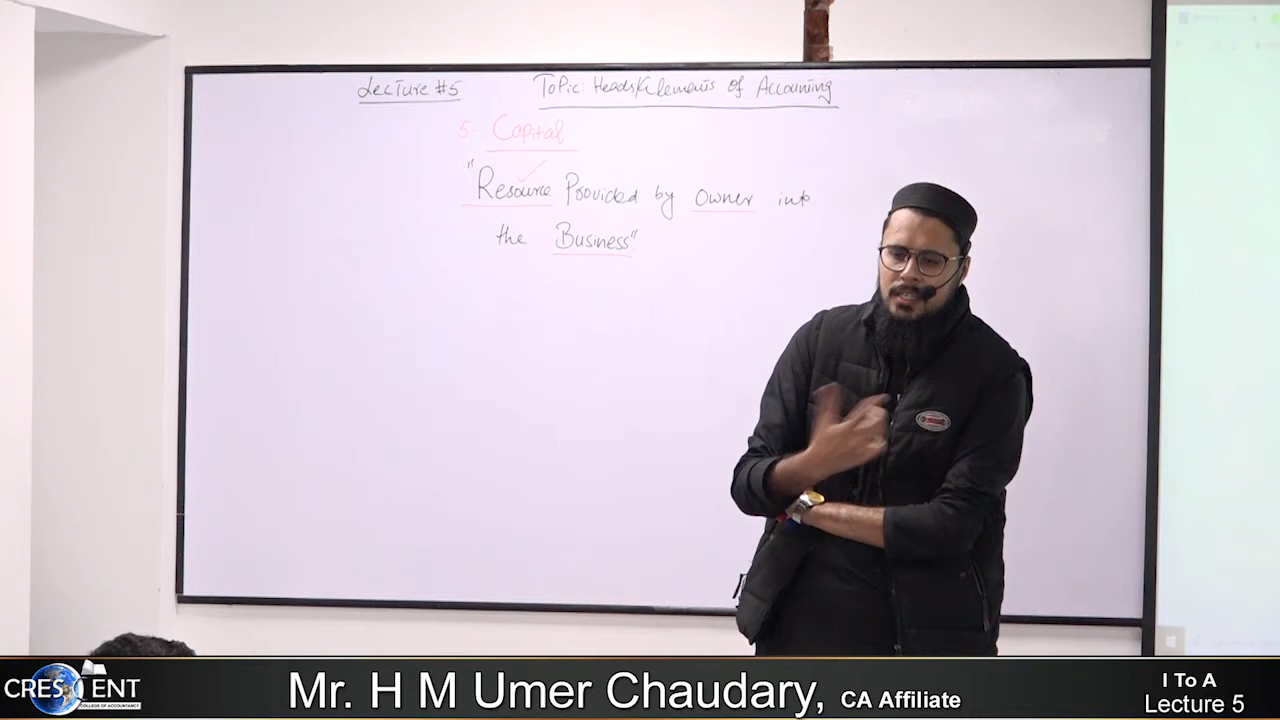 Lecture #5 Topic: Heads/Elements of Accounting
5. Capital
"Resource Provided by owner into
the Business"
CRESCENT
COLLEGE OF ACCOUNTANCY
Mr. H M Umer Chaudary, CA Affiliate
I To A
Lecture 5